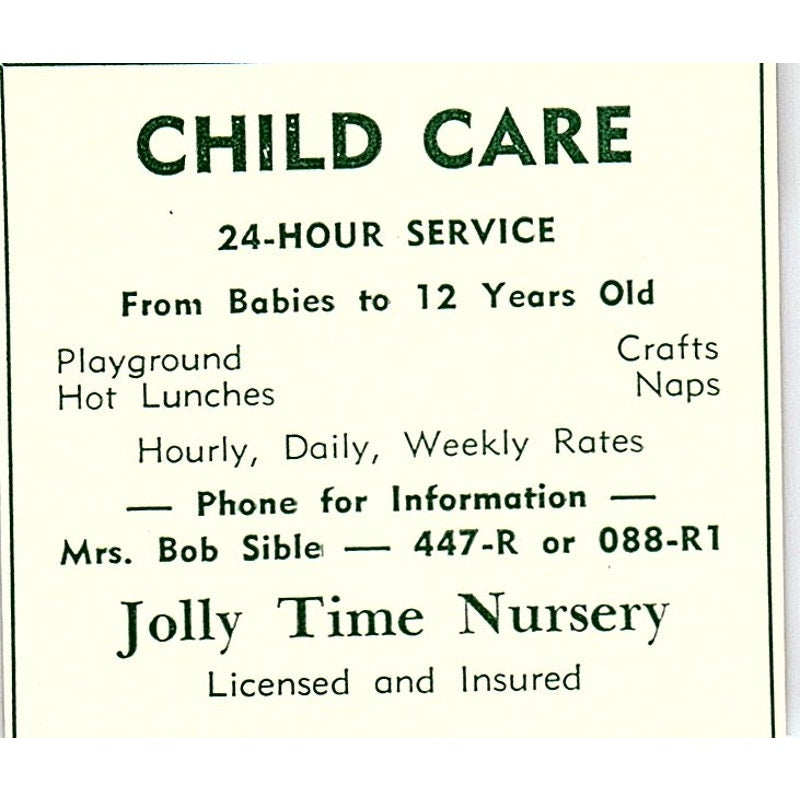 CHILD CARE
24-HOUR SERVICE
From Babies to 12 Years Old
Playground Crafts
Hot Lunches Naps
Hourly, Daily, Weekly Rates
— Phone for Information —
Mrs. Bob Sible — 447-R or 088-R1
Jolly Time Nursery
Licensed and Insured